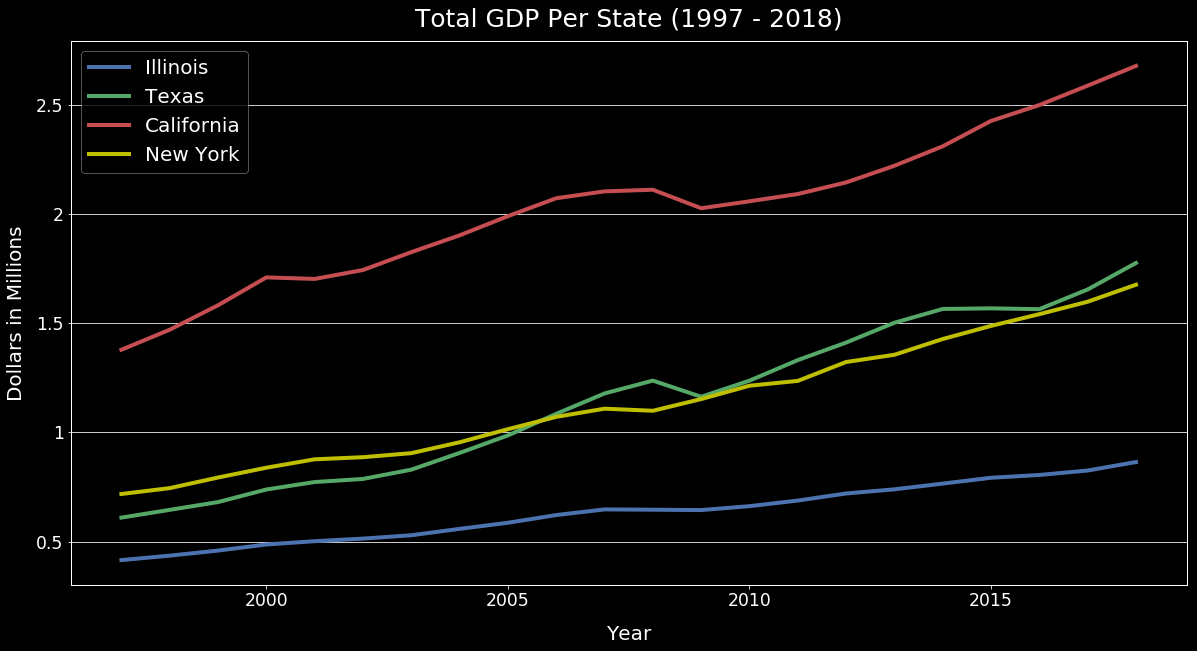 Total GDP Per State (1997 - 2018)
Illinois
Texas
California
New York
Dollars in Millions
2.5
2
1.5
1
0.5
2000
2005
2010
2015
Year